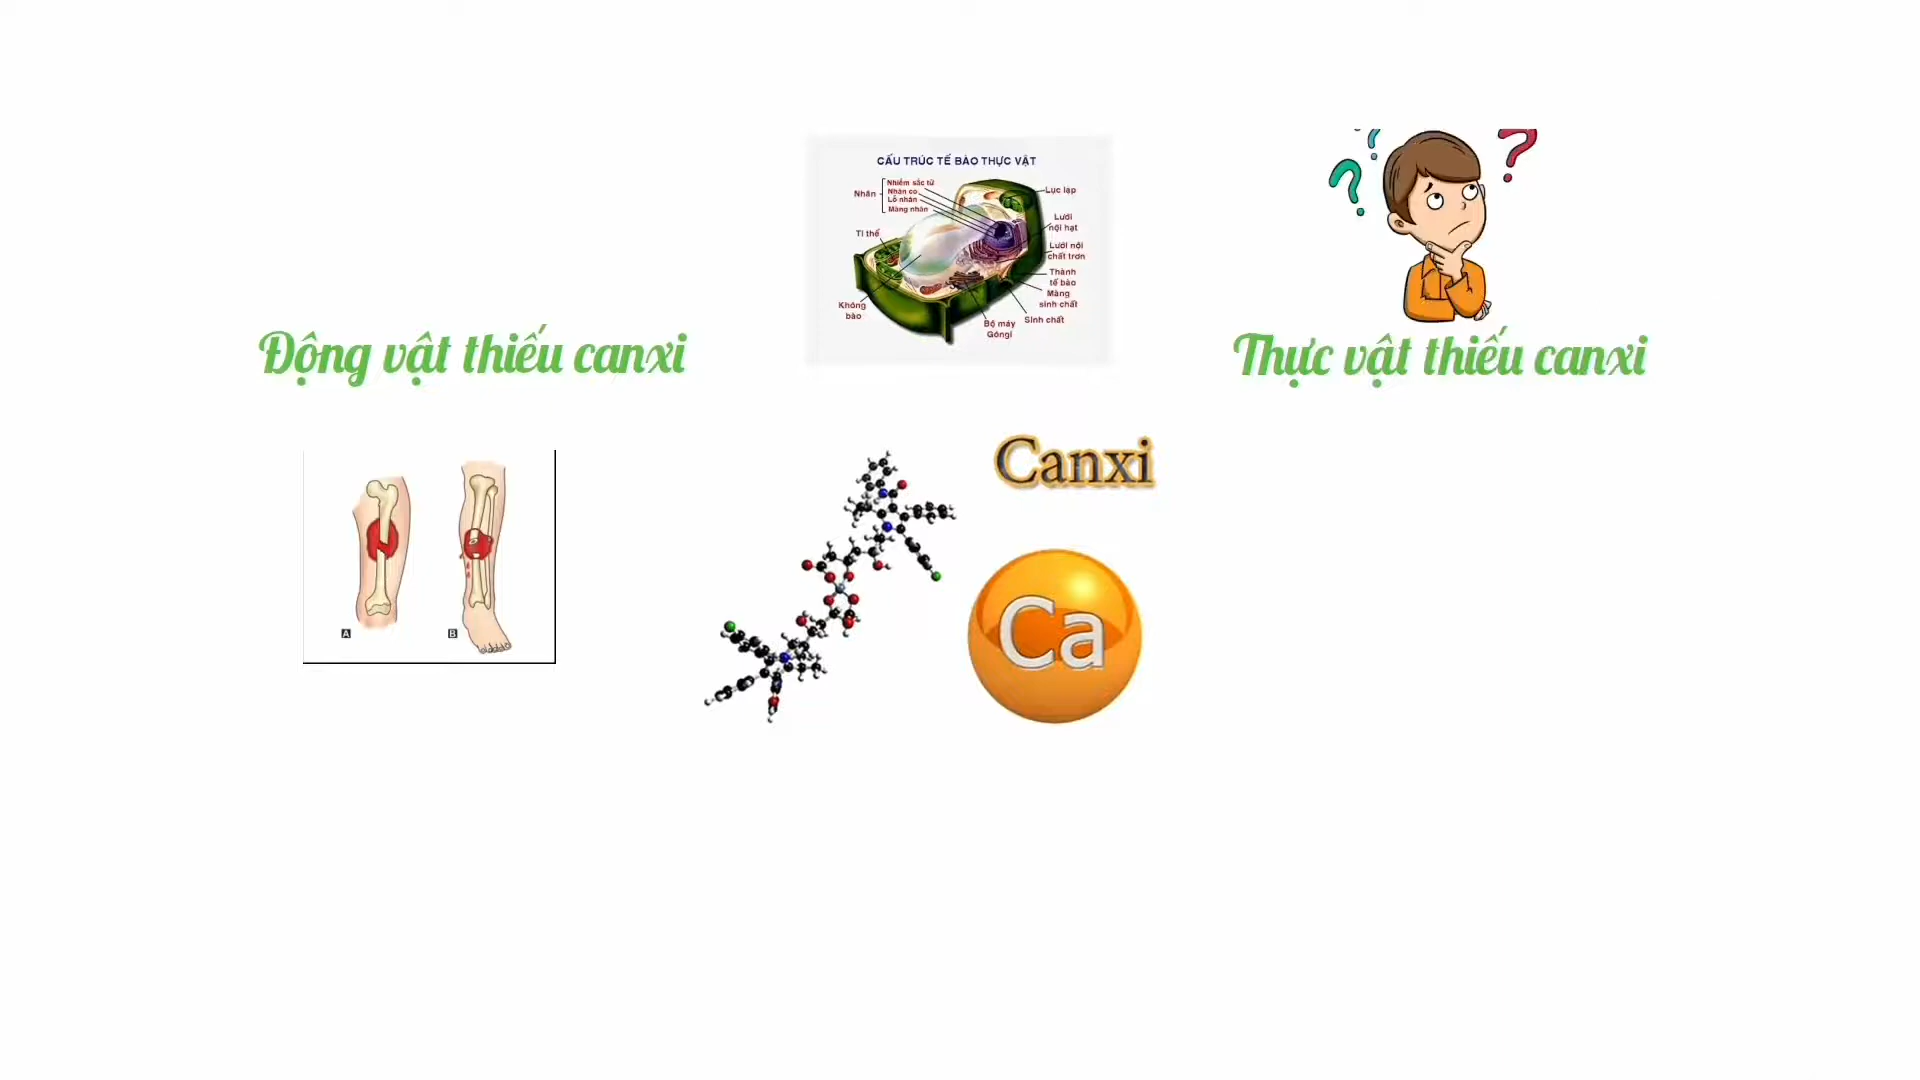 CẤU TRÚC TẾ BÀO THỰC VẬT
Nhân
Nhiễm sắc tử
Nhân co
Lỗ nhân
Màng nhân
Ti thể
Không
bào
Lục lạp
Lưới
nội hạt
Lưới nội
chất trơn
Thành
tế bào
Màng
sinh chất
Sinh chất
Bộ máy
Gôngi
Động vật thiếu canxi
Thực vật thiếu canxi
Canxi
Ca
A
B